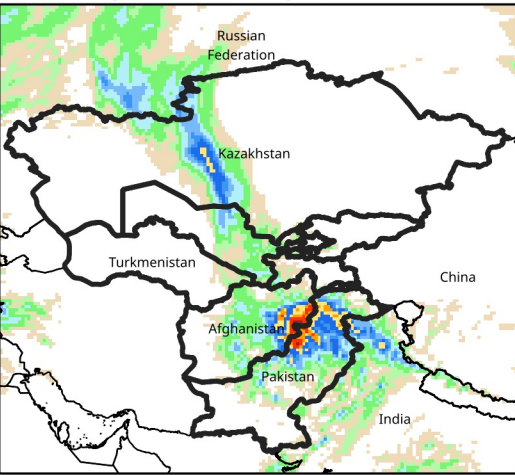 Russian
Federation
Kazakhstan
Turkmenistan
China
Afghanistan
Pakistan
India